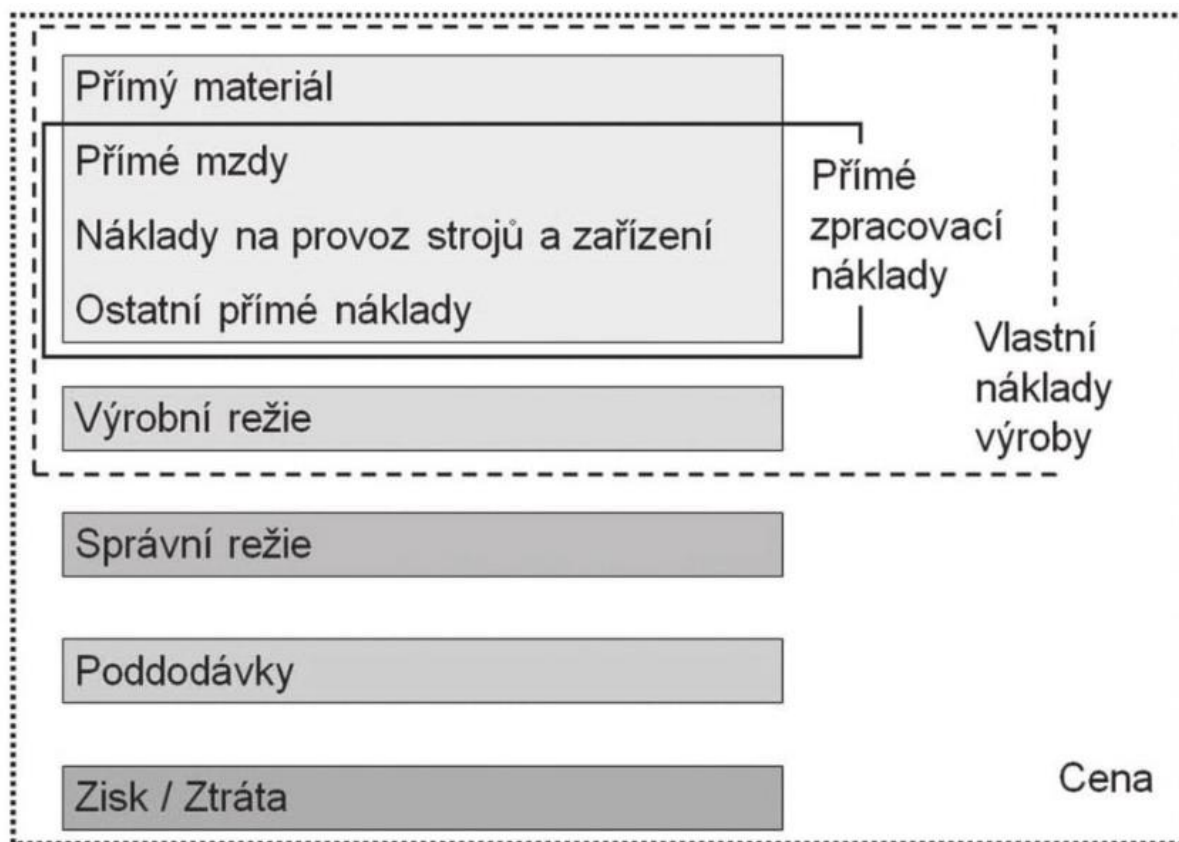 Přímý materiál
Přímé mzdy
Náklady na provoz strojů a zařízení
Ostatní přímé náklady
Přímé
zpracovací
náklady
Výrobní režie
Vlastní
náklady
výroby
Správní režie
Poddodávky
Zisk / Ztráta
Cena